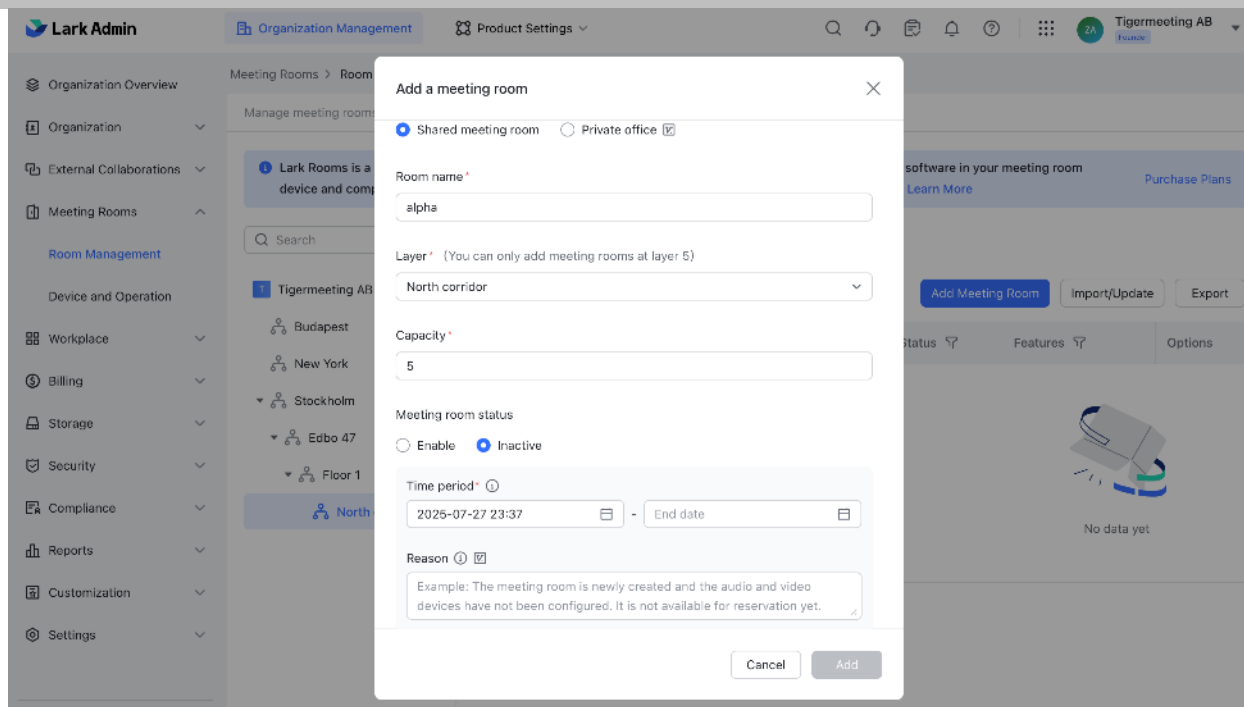 Lark Admin
Organization Management
Product Settings
ZA
Tigermeeting AB
Founder
Organization Overview
Organization
External Collaborations
Meeting Rooms
Room Management
Device and Operation
Workplace
Billing
Storage
Security
Compliance
Reports
Customization
Settings
Meeting Rooms > Room
Manage meeting rooms
Lark Rooms is a
device and comp
software in your meeting room
Learn More
Purchase Plans
Search
T Tigermeeting AB
Budapest
New York
Stockholm
Edbo 47
Floor 1
North
Add Meeting Room
Import/Update
Export
Status
Features
Options
No data yet
Add a meeting room
Shared meeting room
Private office
Room name*
alpha
Layer* (You can only add meeting rooms at layer 5)
North corridor
Capacity*
5
Meeting room status
Enable
Inactive
Time period*
2025-07-27 23:37 - End date
Reason
Example: The meeting room is newly created and the audio and video
devices have not been configured. It is not available for reservation yet.
Cancel
Add